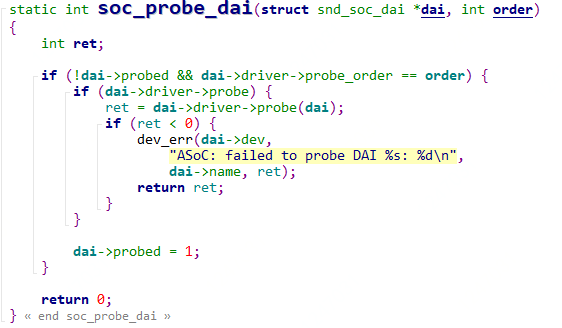 static int soc_probe_dai(struct snd_soc_dai *dai, int order)
{
    int ret;

    if (!dai->probed && dai->driver->probe_order == order) {
        if (dai->driver->probe) {
            ret = dai->driver->probe(dai);
            if (ret < 0) {
                dev_err(dai->dev,
                    "ASoC: failed to probe DAI %s: %d\n",
                    dai->name, ret);
                return ret;
            }
        }

        dai->probed = 1;
    }

    return 0;
} « end soc_probe_dai »